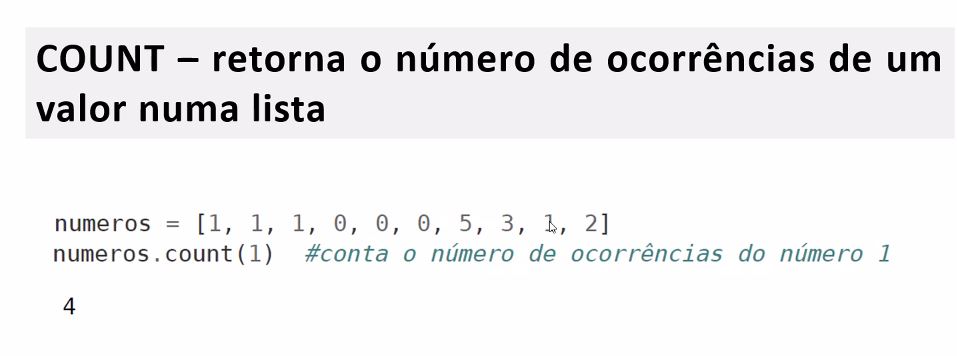 COUNT – retorna o número de ocorrências de um
valor numa lista
numeros = [1, 1, 1, 0, 0, 0, 5, 3, 1, 2]
numeros.count(1)  #conta o número de ocorrências do número 1
4